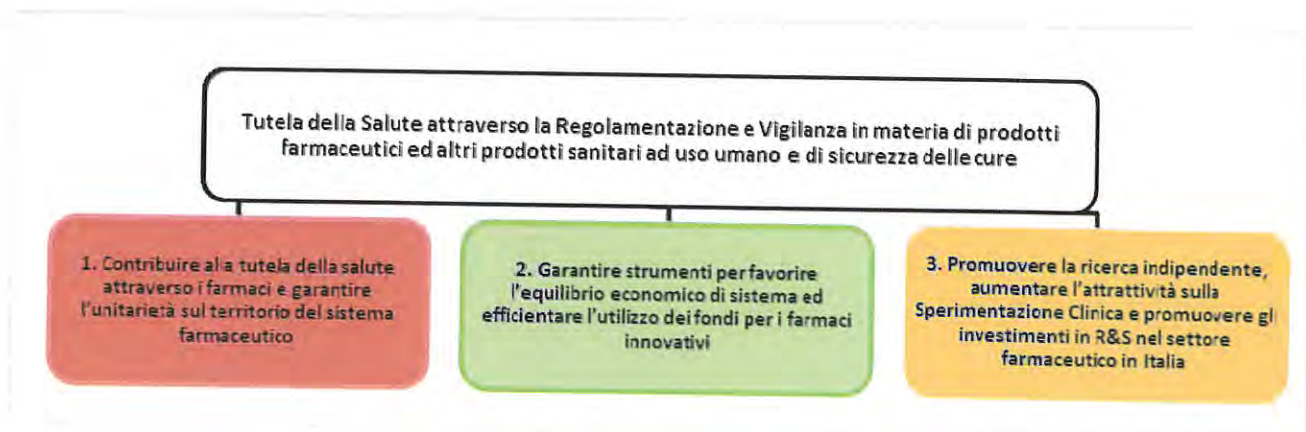 Tutela della Salute attraverso la Regolamentazione e Vigilanza in materia di prodotti
farmaceutici ed altri prodotti sanitari ad uso umano e di sicurezza delle cure
1. Contribuire alla tutela della salute
attraverso i farmaci e garantire
l'unitarietà sul territorio del sistema
farmaceutico
2. Garantire strumenti per favorire
l'equilibrio economico di sistema ed
efficientare l'utilizzo dei fondi per i farmaci
innovativi
3. Promuovere la ricerca indipendente,
aumentare l'attrattività sulla
Sperimentazione Clinica e promuovere gli
investimenti in R&S nel settore
farmaceutico in Italia